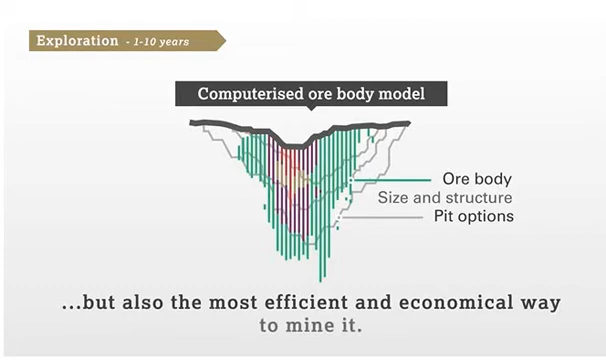 Exploration - 1-10 years
Computerised ore body model
Ore body
Size and structure
Pit options
...but also the most efficient and economical way
to mine it.